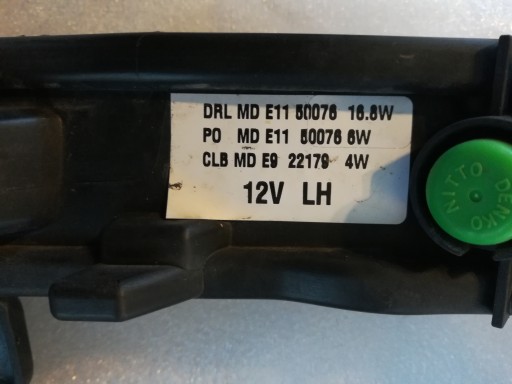 DRL MD E11 50076 16.8W
PO MD E11 50076 6W
CLB MD E9 22179 4W
12V LH
NITTO DENKO